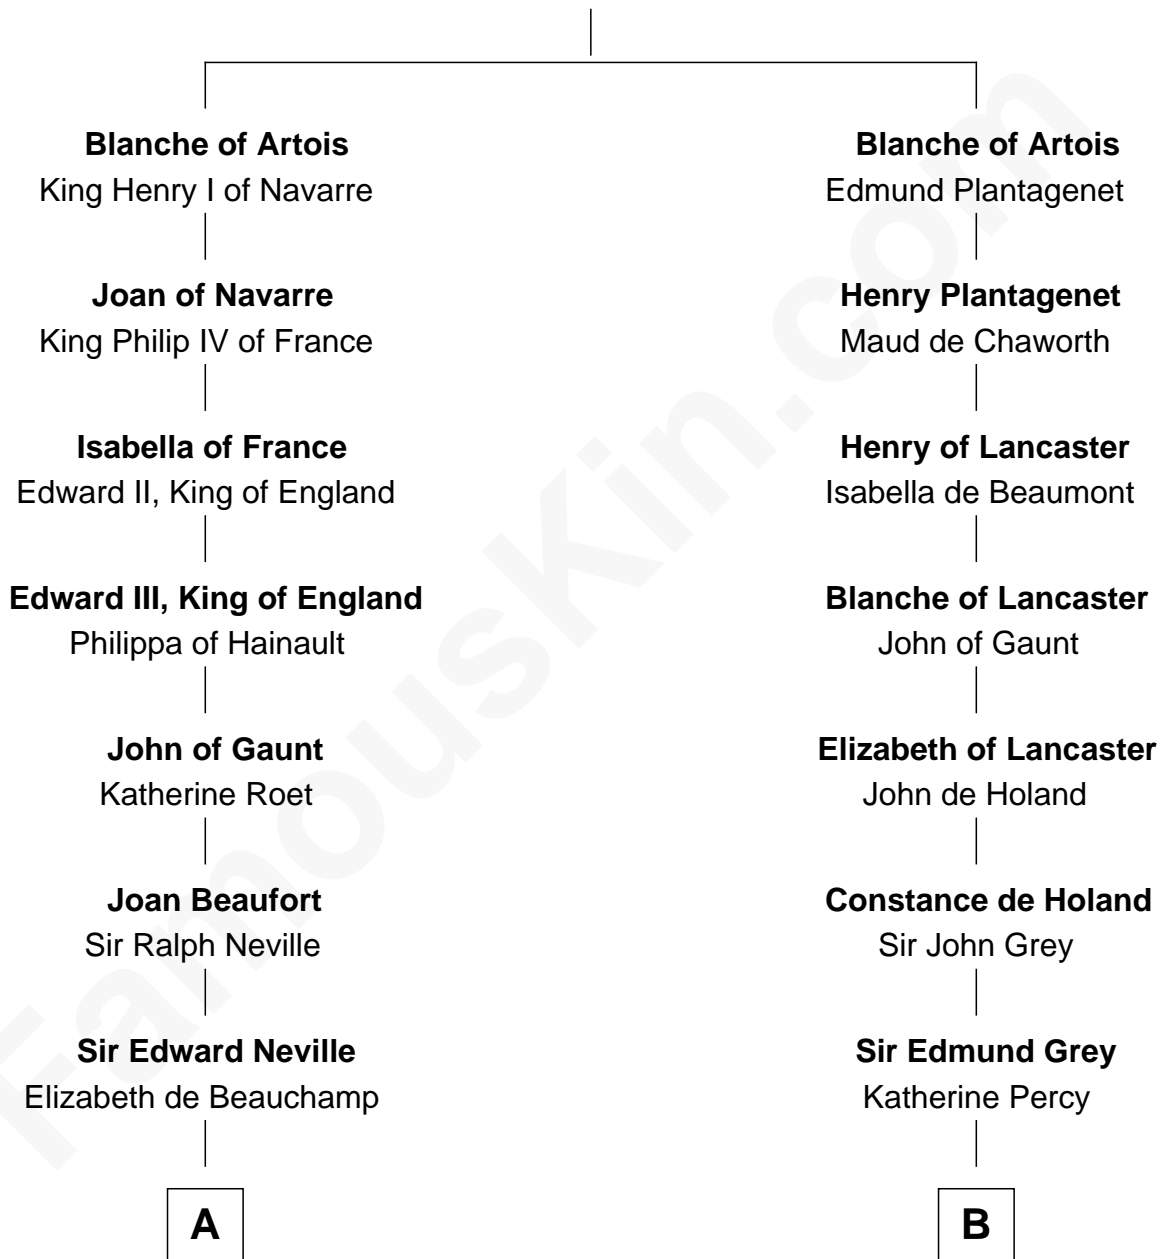 Blanche of Artois
King Henry I of Navarre
Joan of Navarre
King Philip IV of France
Isabella of France
Edward II, King of England
Edward III, King of England
Philippa of Hainault
John of Gaunt
Katherine Roet
Joan Beaufort
Sir Ralph Neville
Sir Edward Neville
Elizabeth de Beauchamp
A
Blanche of Artois
Edmund Plantagenet
Henry Plantagenet
Maud de Chaworth
Henry of Lancaster
Isabella de Beaumont
Blanche of Lancaster
John of Gaunt
Elizabeth of Lancaster
John de Holand
Constance de Holand
Sir John Grey
Sir Edmund Grey
Katherine Percy
B
FamousKin.com